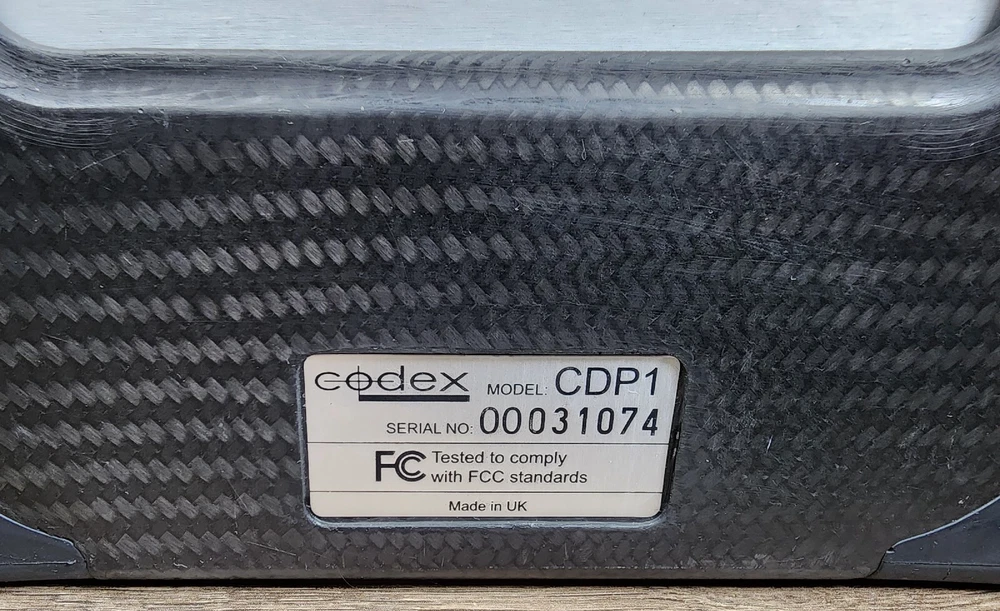 codex MODEL: CDP1
SERIAL NO: 00031074
FC Tested to comply
with FCC standards
Made in UK